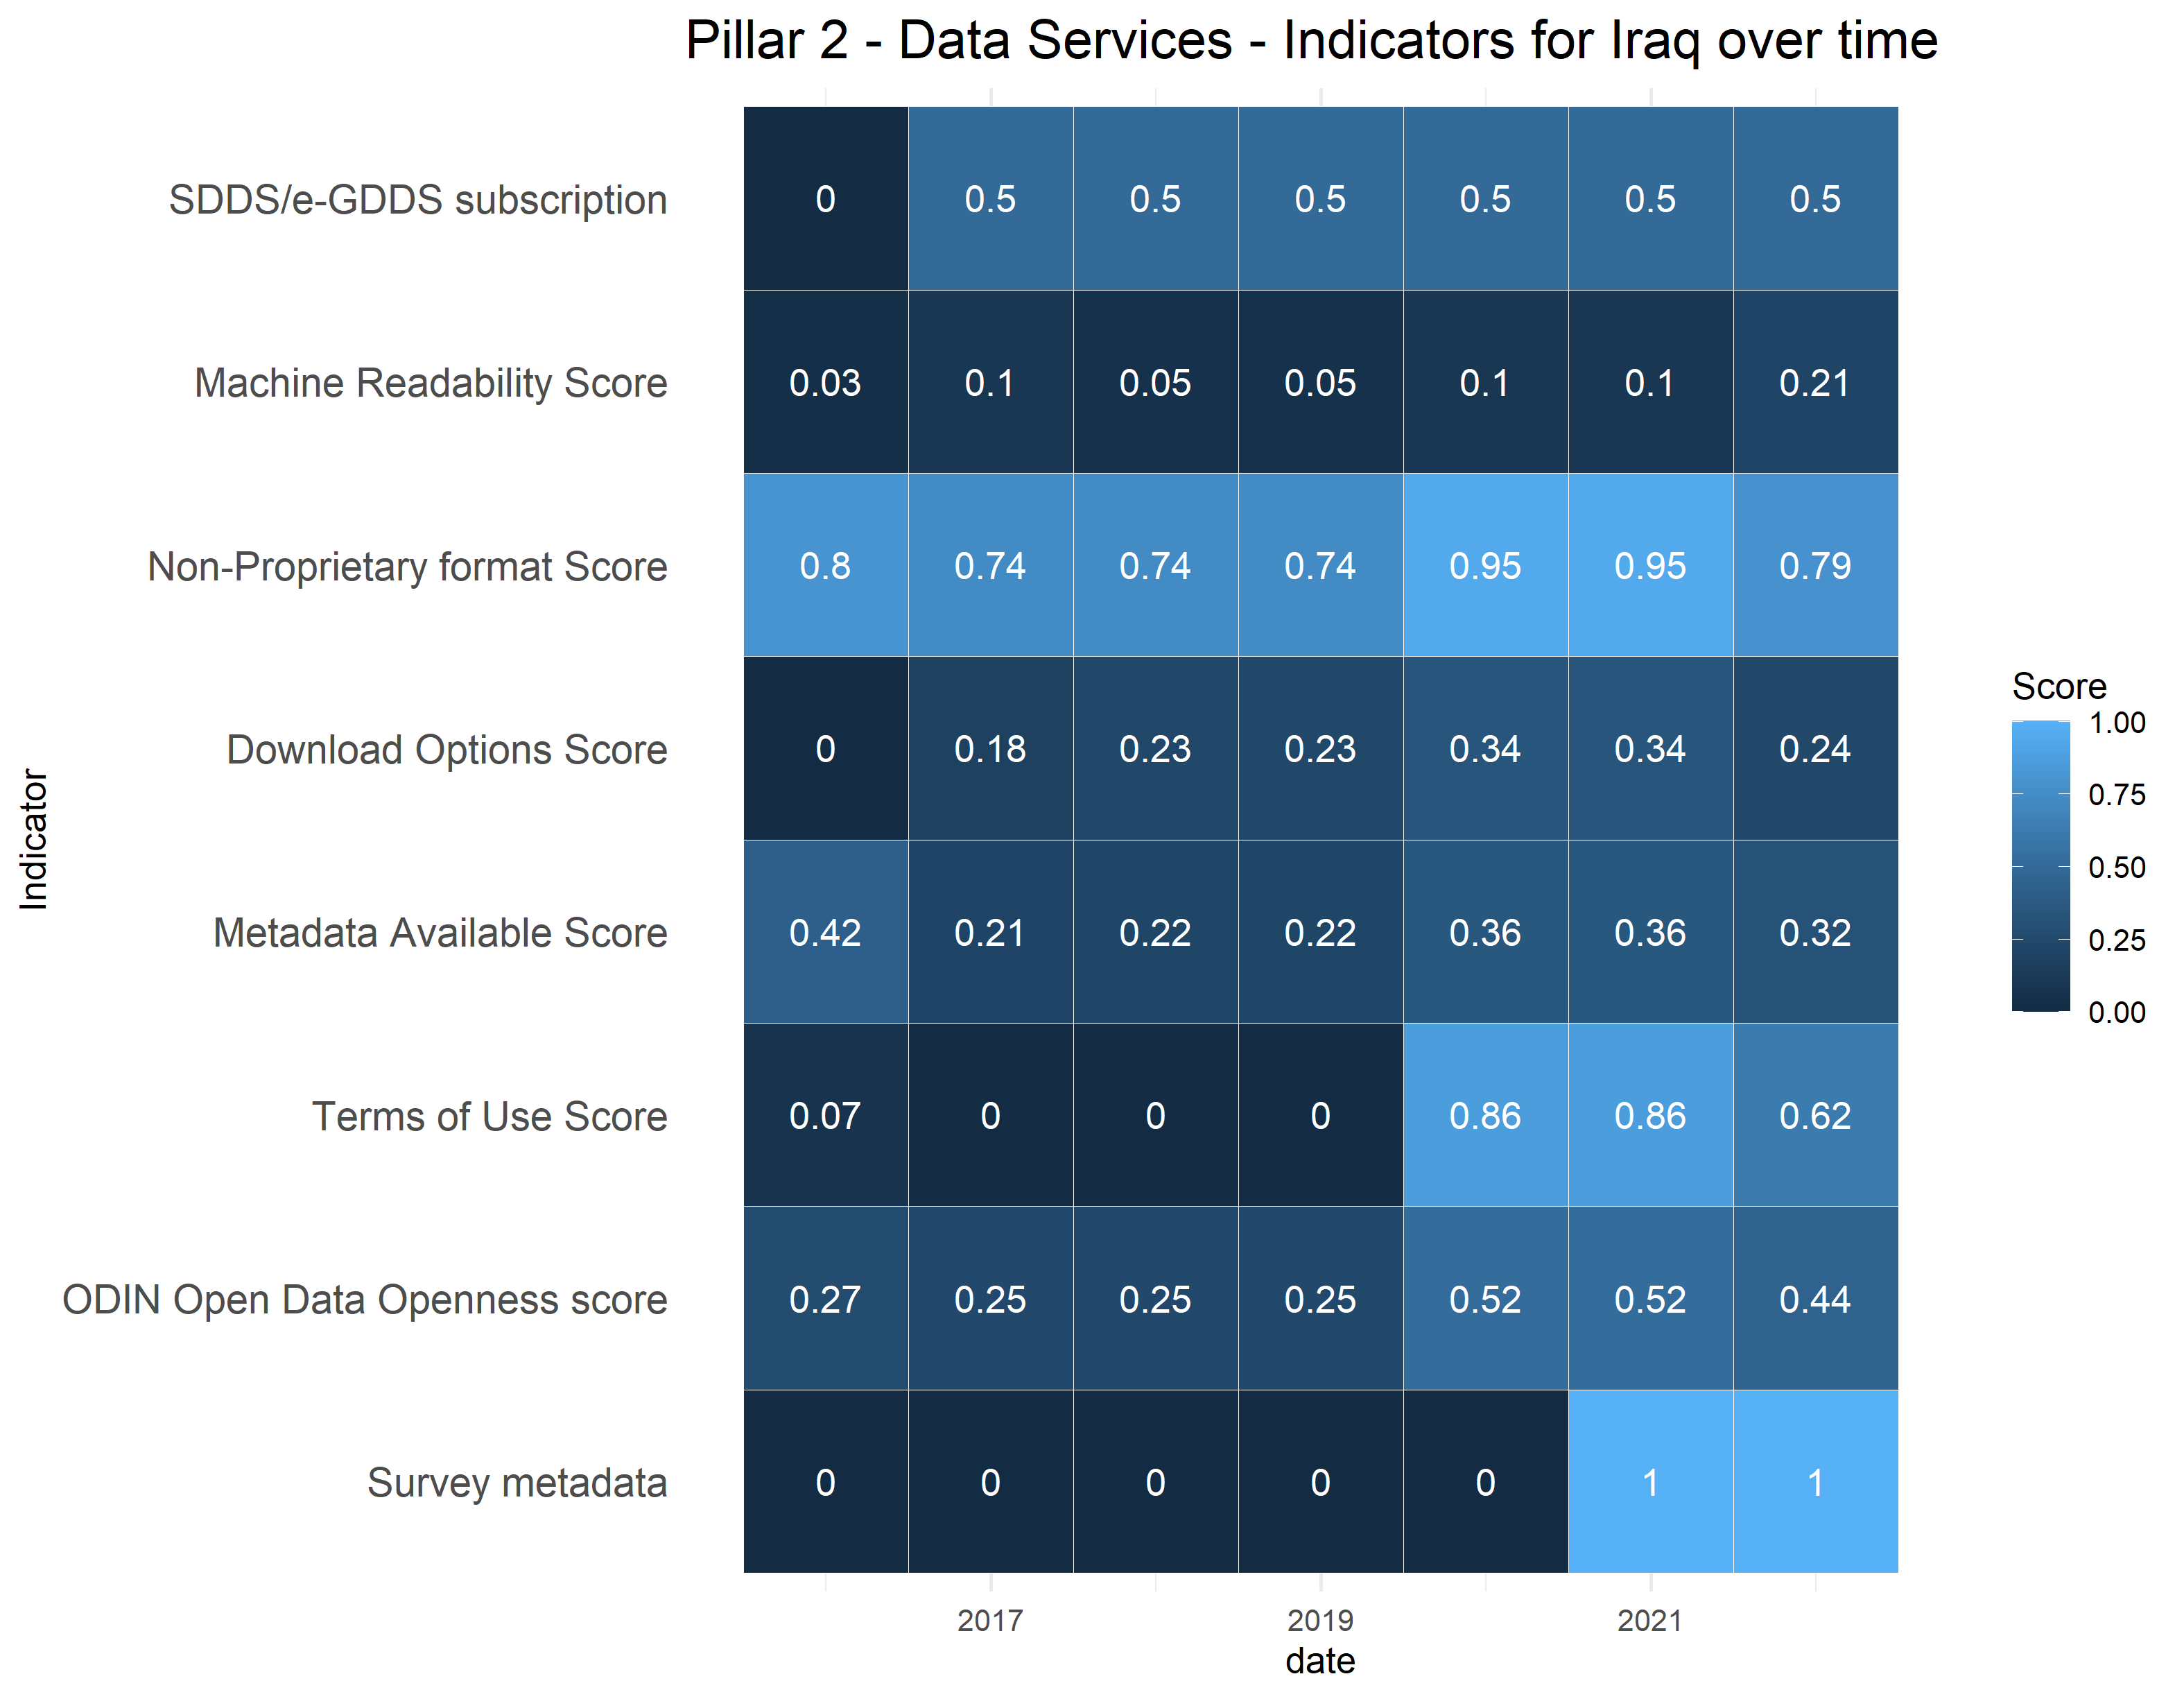 Pillar 2 - Data Services - Indicators for Iraq over time
Indicator
SDDS/e-GDDS subscription 0 0.5 0.5 0.5 0.5 0.5 0.5
Machine Readability Score 0.03 0.1 0.05 0.05 0.1 0.1 0.21
Non-Proprietary format Score 0.8 0.74 0.74 0.74 0.95 0.95 0.79
Download Options Score 0 0.18 0.23 0.23 0.34 0.34 0.24
Metadata Available Score 0.42 0.21 0.22 0.22 0.36 0.36 0.32
Terms of Use Score 0.07 0 0 0 0.86 0.86 0.62
ODIN Open Data Openness score 0.27 0.25 0.25 0.25 0.52 0.52 0.44
Survey metadata 0 0 0 0 0 1 1
2017 2019 2021
date
Score
1.00
0.75
0.50
0.25
0.00